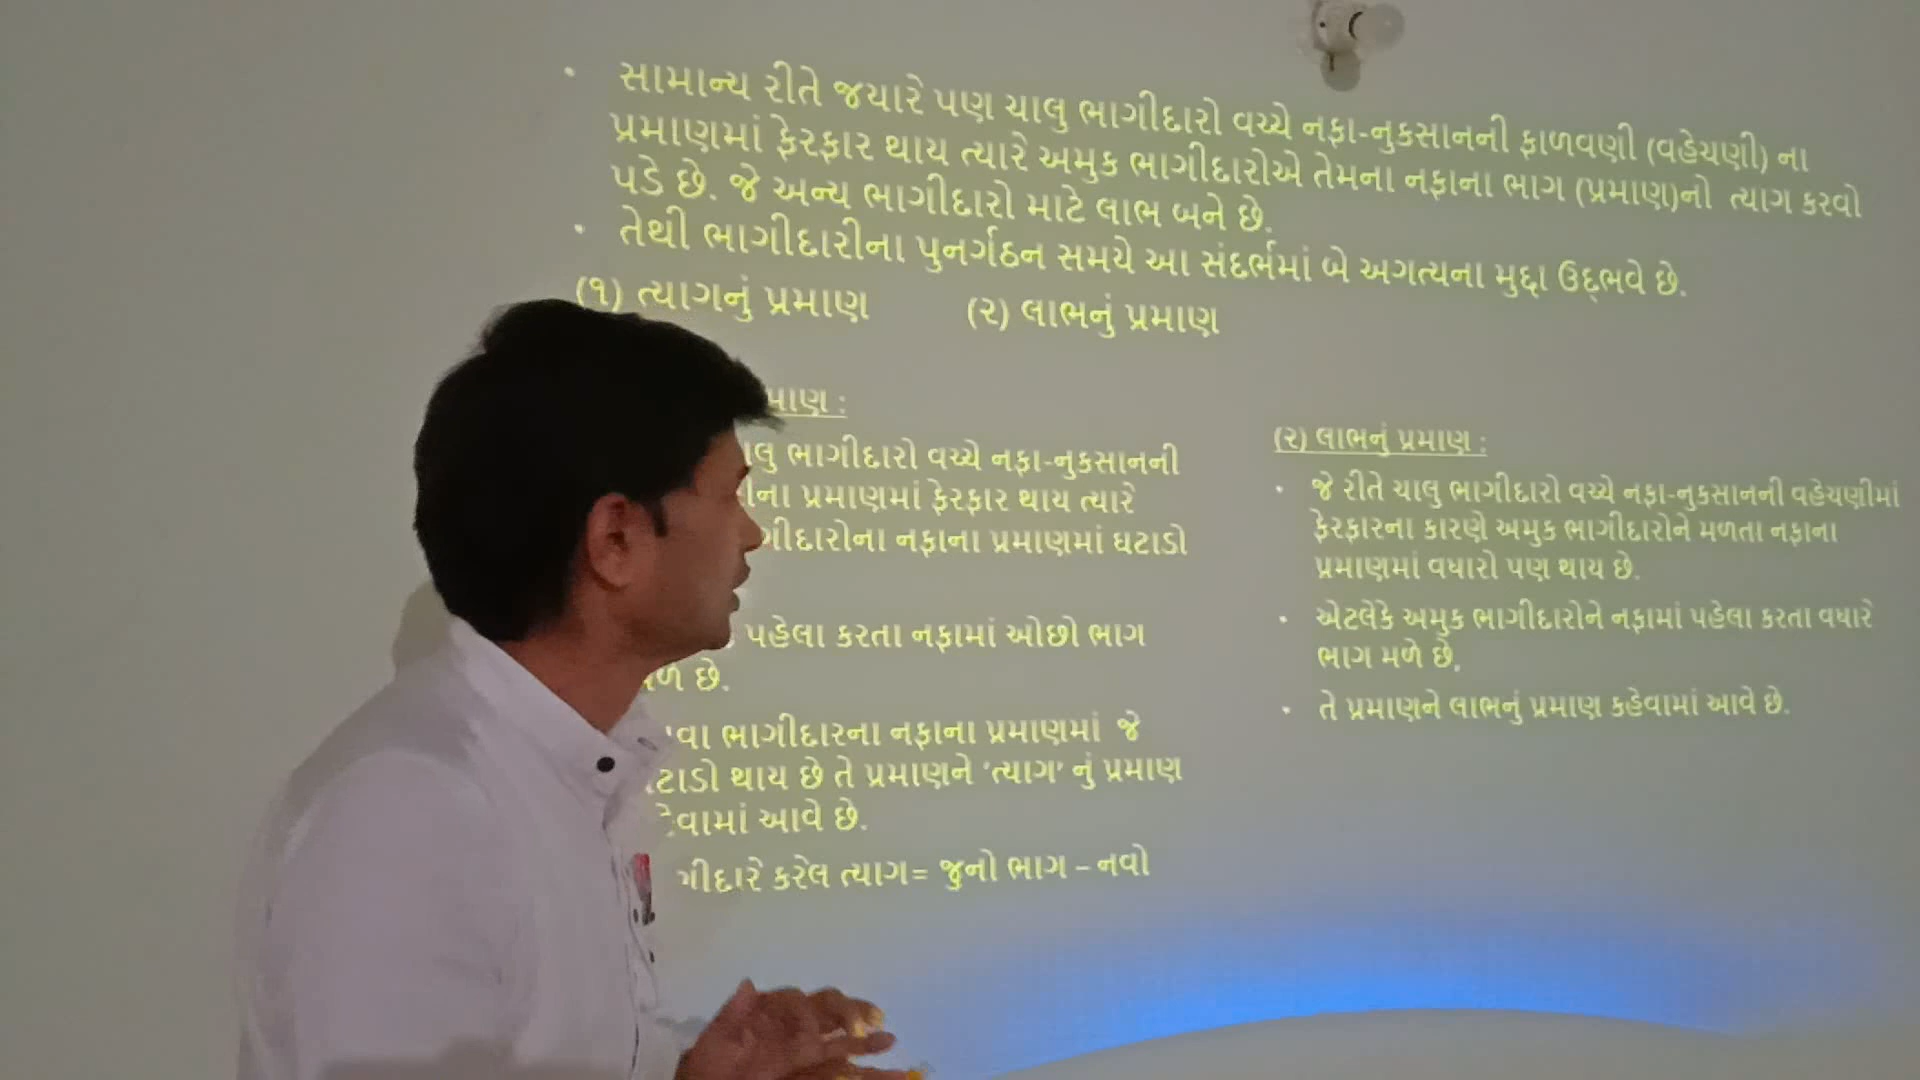 સામાન્ય રીતે જયારે પણ ચાલુ ભાગીદારો વચ્ચે નફા-નુકસાનની ફાળવણી (વહેચણી) ના
પ્રમાણમાં ફેરફાર થાય ત્યારે અમુક ભાગીદારોએ તેમના નફાના ભાગ (પ્રમાણ)નો ત્યાગ કરવો
પડે છે. જે અન્ય ભાગીદારો માટે લાભ બને છે.
તેથી ભાગીદારીના પુનર્ગઠન સમયે આ સંદર્ભમાં બે અગત્યના મુદ્દા ઉદ્દભવે છે.
(૧) ત્યાગનું પ્રમાણ (૨) લાભનું પ્રમાણ
ભાગીદારો વચ્ચે નફા-નુકસાનની
પ્રમાણમાં ફેરફાર થાય ત્યારે
નફાના પ્રમાણમાં ઘટાડો
પહેલા કરતા નફામાં ઓછો ભાગ
છે.
ભાગીદારના નફાના પ્રમાણમાં જે
થાય છે તે પ્રમાણને ‘ત્યાગ’ નું પ્રમાણ
આવે છે.
કરેલ ત્યાગ= જુનો ભાગ – નવો
(૨) લાભનું પ્રમાણ :
જે રીતે ચાલુ ભાગીદારો વચ્ચે નફા-નુકસાનની વહેચણીમાં
ફેરફારના કારણે અમુક ભાગીદારોને મળતા નફાના
પ્રમાણમાં વધારો પણ થાય છે.
એટલેકે અમુક ભાગીદારોને નફામાં પહેલા કરતા વધારે
ભાગ મળે છે.
તે પ્રમાણને લાભનું પ્રમાણ કહેવામાં આવે છે.